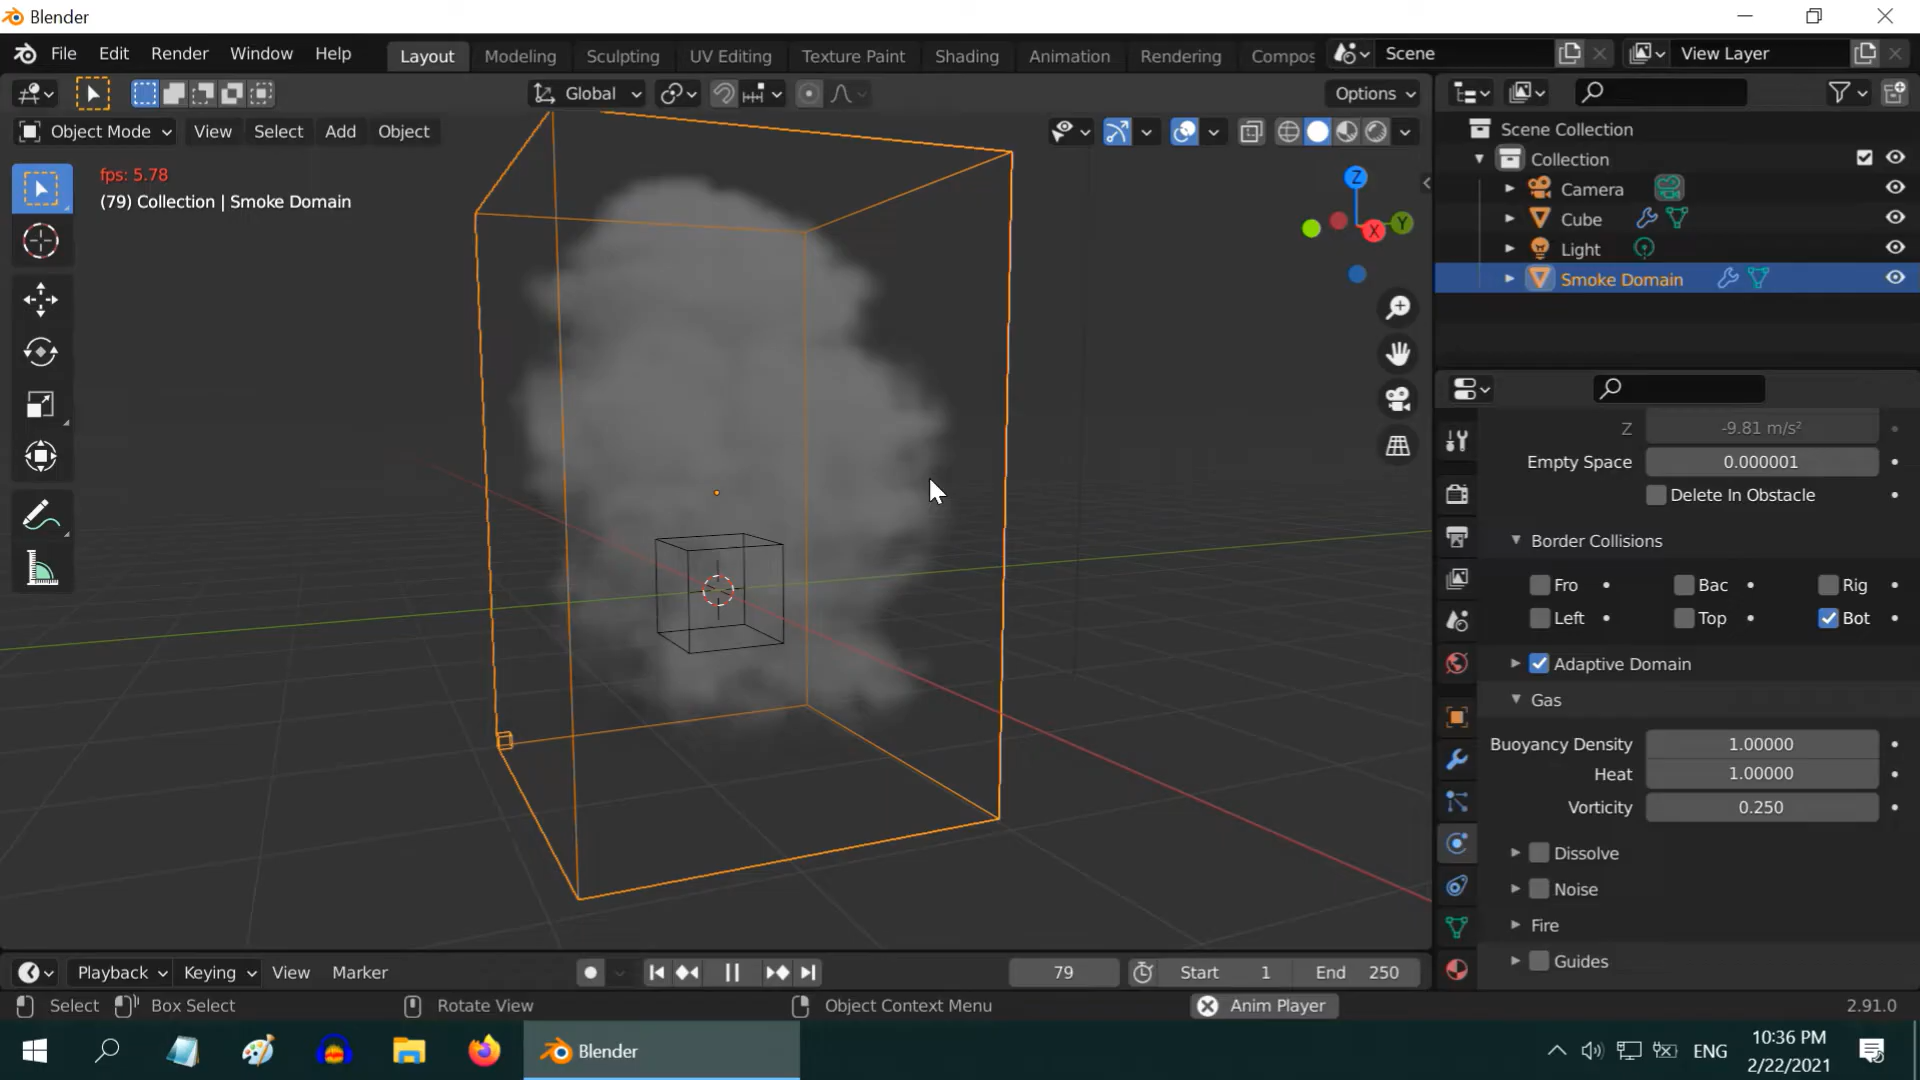 Blender
File Edit Render Window Help Layout Modeling Sculpting UV Editing Texture Paint Shading Animation Rendering Compos Scene View Layer
Global Options
Object Mode View Select Add Object
fps: 5.78
(79) Collection | Smoke Domain
Z
Y
X
Scene Collection
Collection
Camera
Cube
Light
Smoke Domain
Z -9.81 m/s²
Empty Space 0.000001
Delete In Obstacle
Border Collisions
Fro Bac Rig
Left Top Bot
Adaptive Domain
Gas
Buoyancy Density 1.00000
Heat 1.00000
Vorticity 0.250
Dissolve
Noise
Fire
Guides
Playback Keying View Marker 79 Start 1 End 250
Select Box Select Rotate View Object Context Menu Anim Player 2.91.0
Blender ENG 10:36 PM
2/22/2021